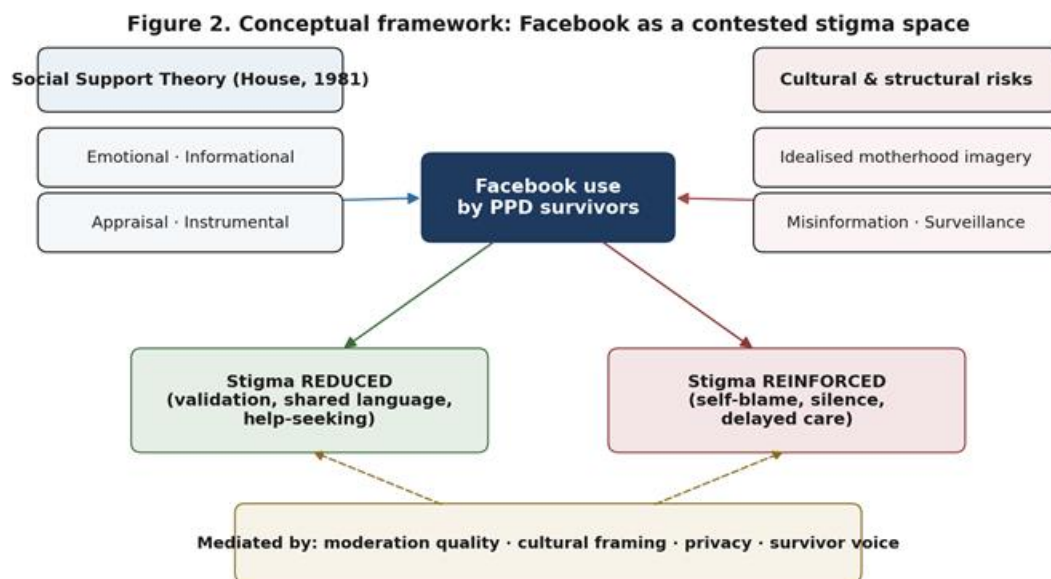 Figure 2. Conceptual framework: Facebook as a contested stigma space
Social Support Theory (House, 1981)
Emotional · Informational
Appraisal · Instrumental
Cultural & structural risks
Idealised motherhood imagery
Misinformation · Surveillance
Facebook use
by PPD survivors
Stigma REDUCED
(validation, shared language,
help-seeking)
Stigma REINFORCED
(self-blame, silence,
delayed care)
Mediated by: moderation quality · cultural framing · privacy · survivor voice